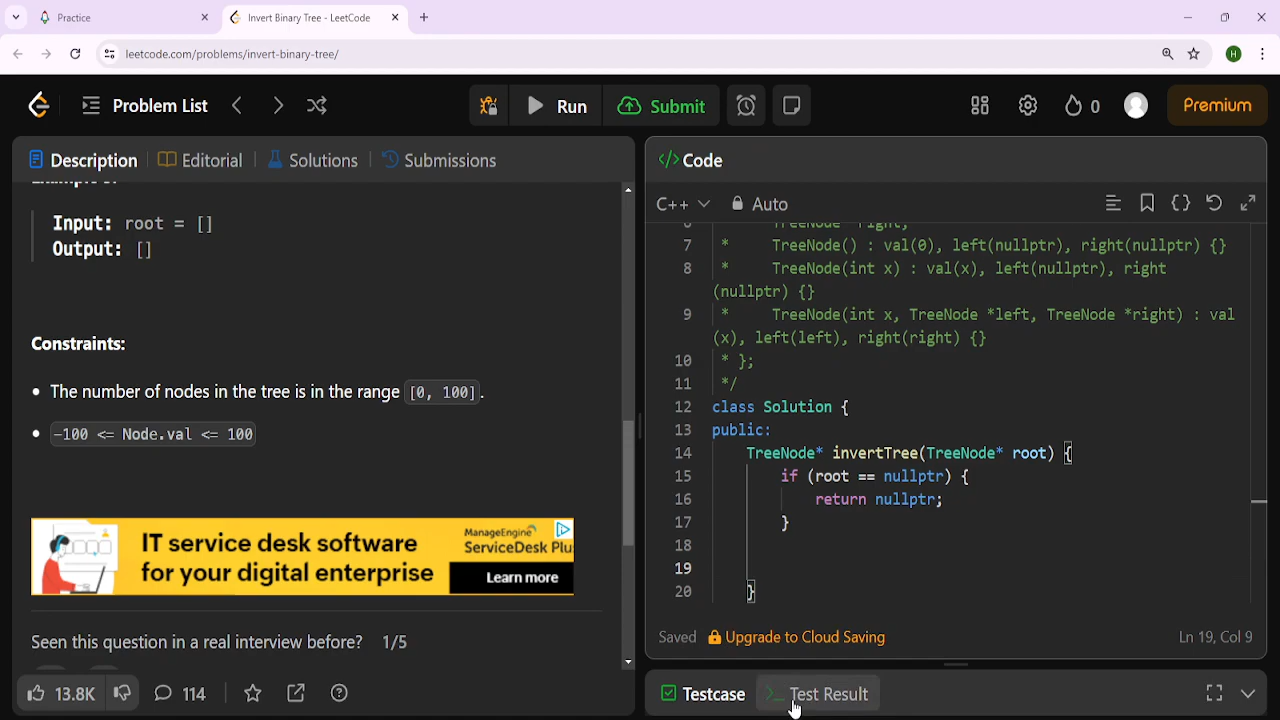 Practice
Invert Binary Tree - LeetCode
leetcode.com/problems/invert-binary-tree/
H
Problem List
Run
Submit
0
Premium
Description
Editorial
Solutions
Submissions
Input: root = []
Output: []
Constraints:
• The number of nodes in the tree is in the range [0, 100].
• -100 <= Node.val <= 100
IT service desk software
for your digital enterprise
ManageEngine
ServiceDesk Plu
Learn more
Seen this question in a real interview before? 1/5
13.8K
114
</> Code
C++
Auto
7 * TreeNode() : val(0), left(nullptr), right(nullptr) {}
8 * TreeNode(int x) : val(x), left(nullptr), right
(nullptr) {}
9 * TreeNode(int x, TreeNode *left, TreeNode *right) : val
(x), left(left), right(right) {}
10 * };
11 */
12 class Solution {
13 public:
14 TreeNode* invertTree(TreeNode* root) {
15 if (root == nullptr) {
16 return nullptr;
17 }
18
19
20 }
Saved
Upgrade to Cloud Saving
Ln 19, Col 9
Testcase
Test Result